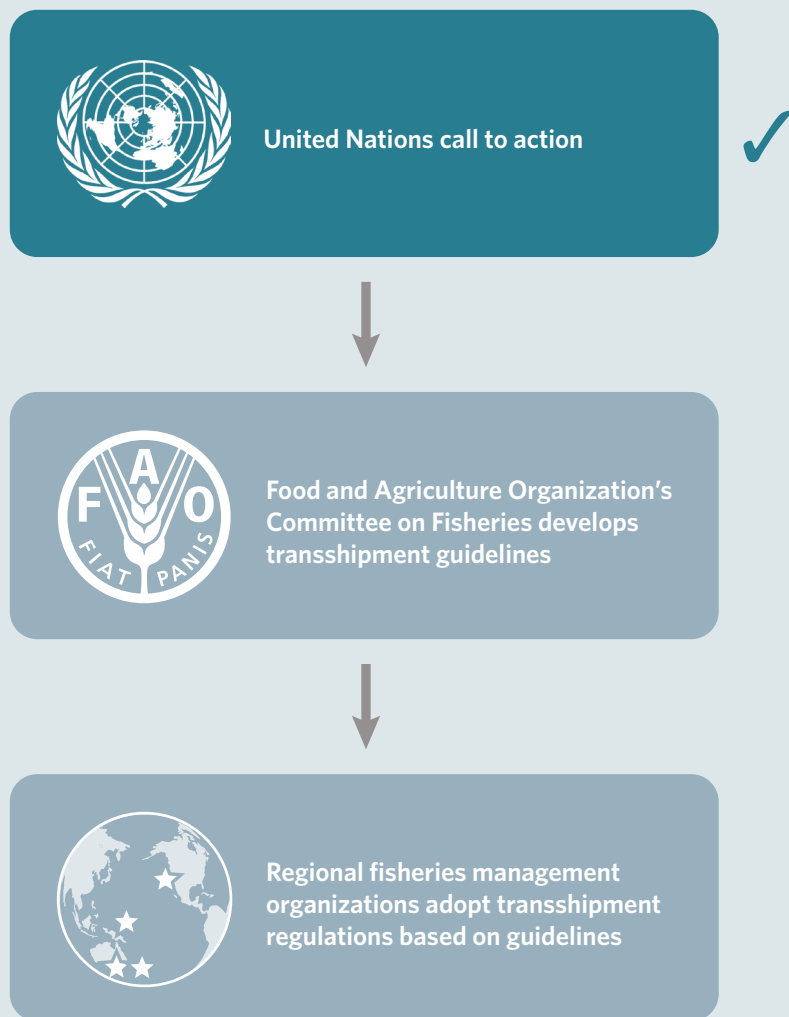 United Nations call to action
F A O
FIAT PANIS
Food and Agriculture Organization’s
Committee on Fisheries develops
transshipment guidelines
Regional fisheries management
organizations adopt transshipment
regulations based on guidelines